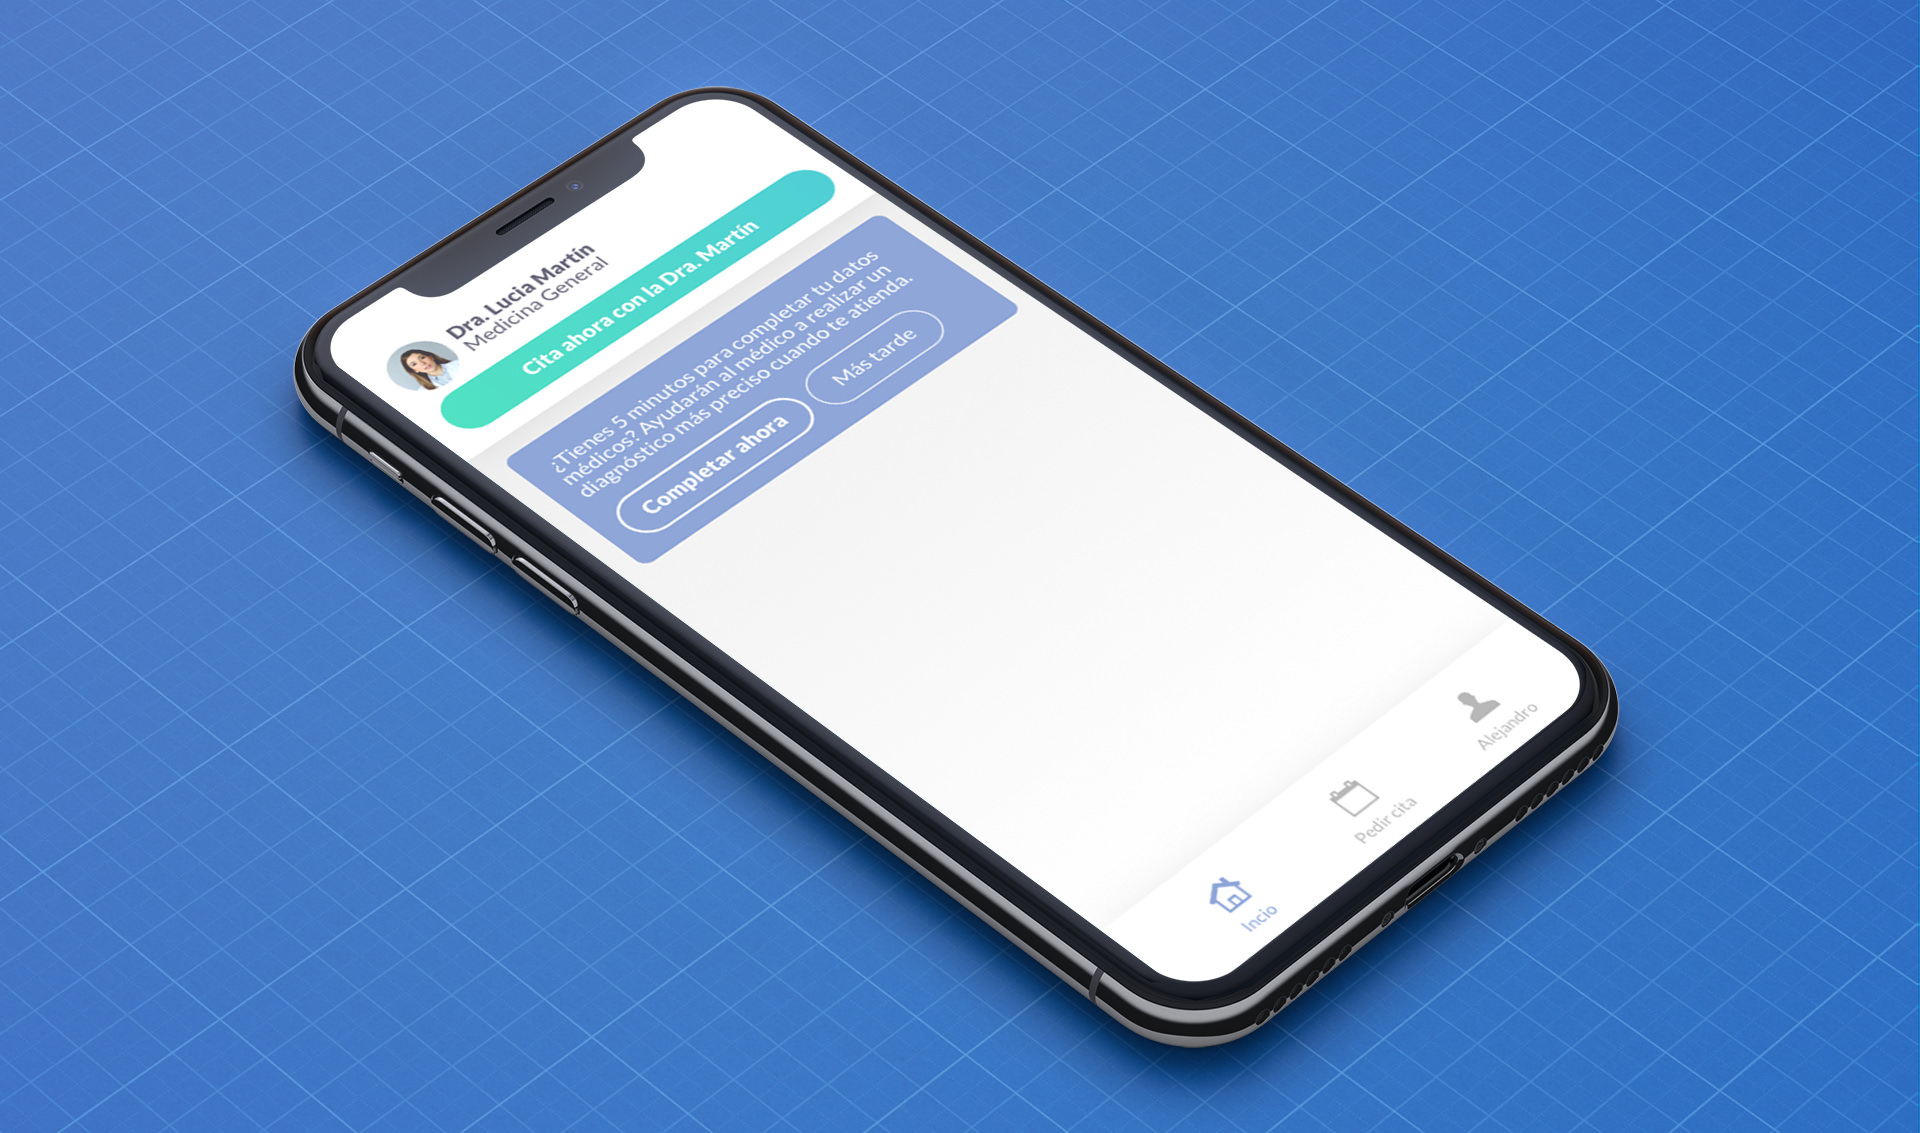 Dra. Lucia Martín
Medicina General
Cita ahora con la Dra. Martín
¿Tienes 5 minutos para completar tu datos
médicos? Ayudarán al médico a realizar un
diagnóstico más preciso cuando te atienda.
Completar ahora
Más tarde
Incio
Pedir cita
Alejandro